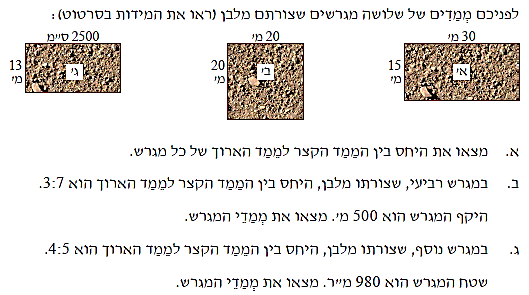 לפניכם מְמַדִים של שלושה מגרשים שצורתם מלבן (ראו את המידות בסרטוט):
30 מ'
15 מ'
א'
20 מ'
20 מ'
ב'
2500 ס״מ
13 מ'
ג'
א. מצאו את היחס בין המֵמַד הקצר למֵמַד הארוך של כל מגרש.
ב. במגרש רביעי, שצורתו מלבן, היחס בין המֵמַד הקצר למֵמַד הארוך הוא 3:7.
היקף המגרש הוא 500 מ'. מצאו את מְמַדֵי המגרש.
ג. במגרש נוסף, שצורתו מלבן, היחס בין המֵמַד הקצר למֵמַד הארוך הוא 4:5.
שטח המגרש הוא 980 מ״ר. מצאו את מְמַדֵי המגרש.